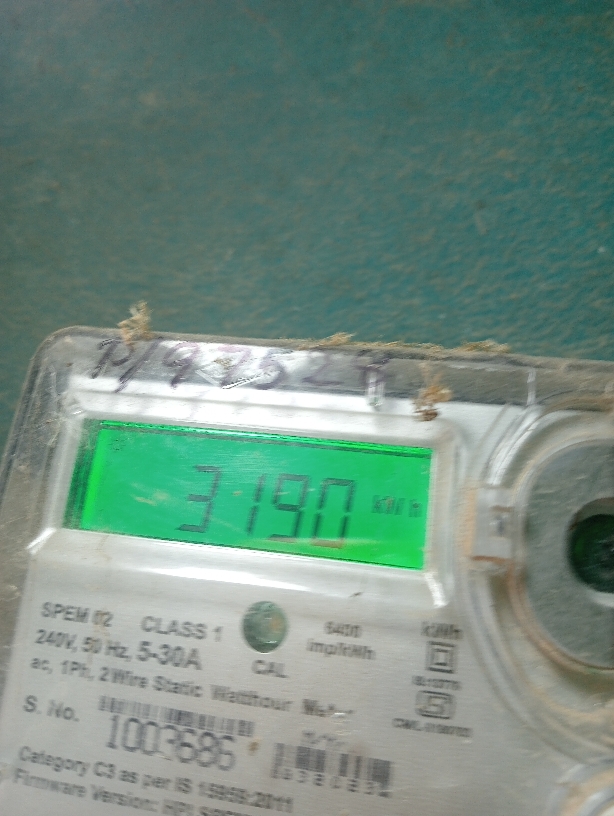 3190 kWh
SPEM 02 CLASS 1
240V, 50 Hz, 5-30A
6400 imp/kWh
CAL
kWh
ac, 1Ph, 2Wire Static Watthour Meter
S. No. 1003686
Category C3 as per IS 15959:2011
Firmware Version: